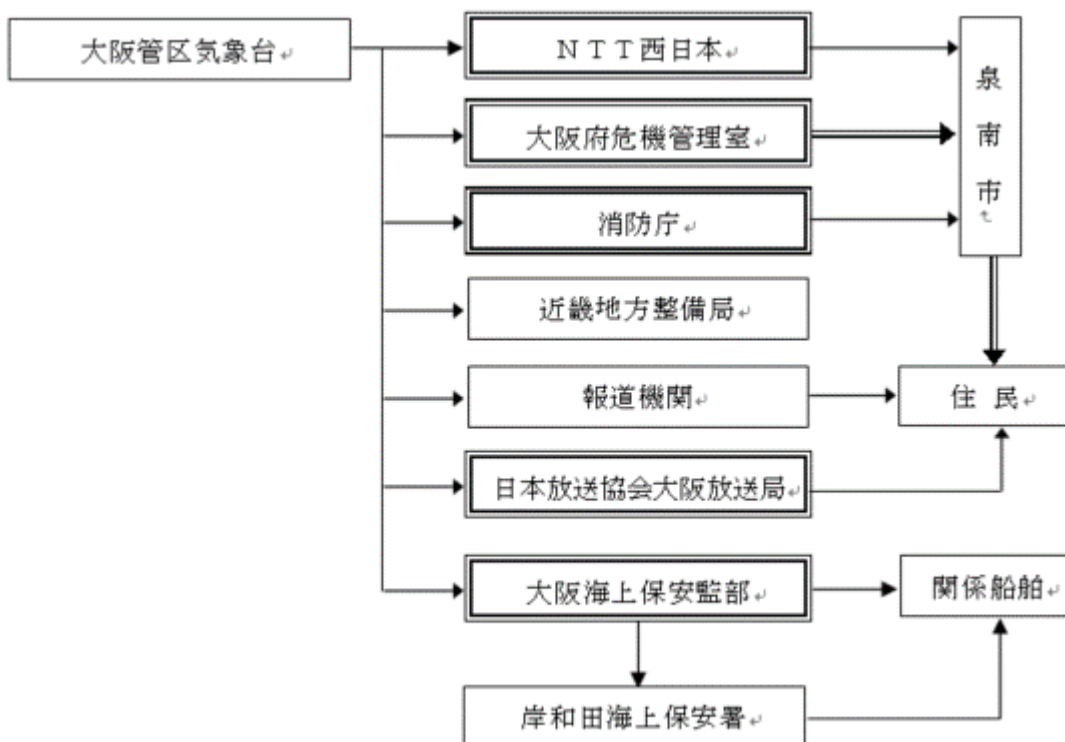 大阪管区気象台↵
ＮＴＴ西日本↵
大阪府危機管理室↵
消防庁↵
近畿地方整備局↵
報道機関↵
日本放送協会大阪放送局↵
大阪海上保安監部↵
岸和田海上保安署↵
泉南市↵
住 民↵
関係船舶↵